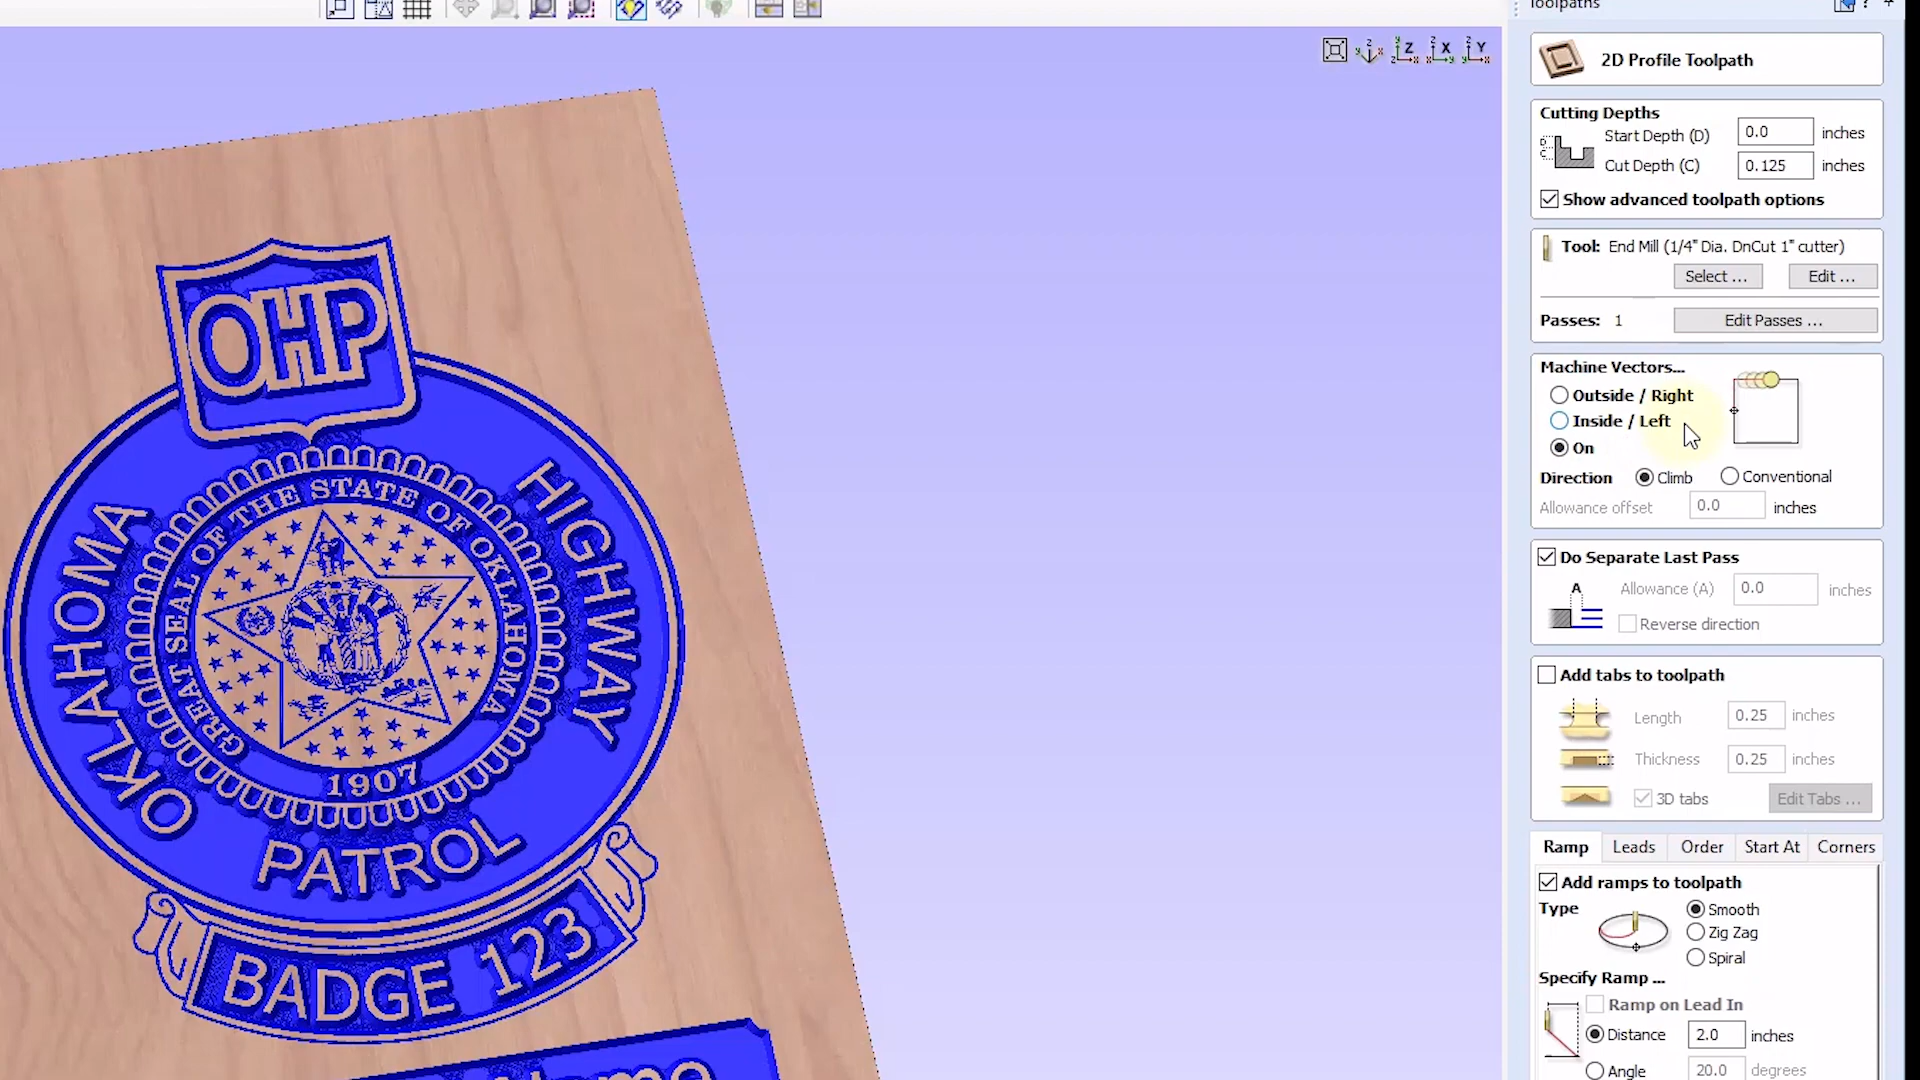 Toolpaths
Z
X
Y
2D Profile Toolpath
Cutting Depths
Start Depth (D) 0.0 inches
Cut Depth (C) 0.125 inches
Show advanced toolpath options
Tool: End Mill (1/4" Dia. DnCut 1" cutter)
Select ... Edit ...
Passes: 1 Edit Passes ...
Machine Vectors...
Outside / Right
Inside / Left
On
Direction Climb Conventional
Allowance offset 0.0 inches
Do Separate Last Pass
A Allowance (A) 0.0 inches
Reverse direction
Add tabs to toolpath
Length 0.25 inches
Thickness 0.25 inches
3D tabs Edit Tabs ...
Ramp Leads Order Start At Corners
Add ramps to toolpath
Type Smooth
Zig Zag
Spiral
Specify Ramp ...
Ramp on Lead In
Distance 2.0 inches
Angle 20.0 degrees
OHP
OKLAHOMA
HIGHWAY
PATROL
GREAT SEAL OF THE STATE OF OKLAHOMA
1907
BADGE 123
Name